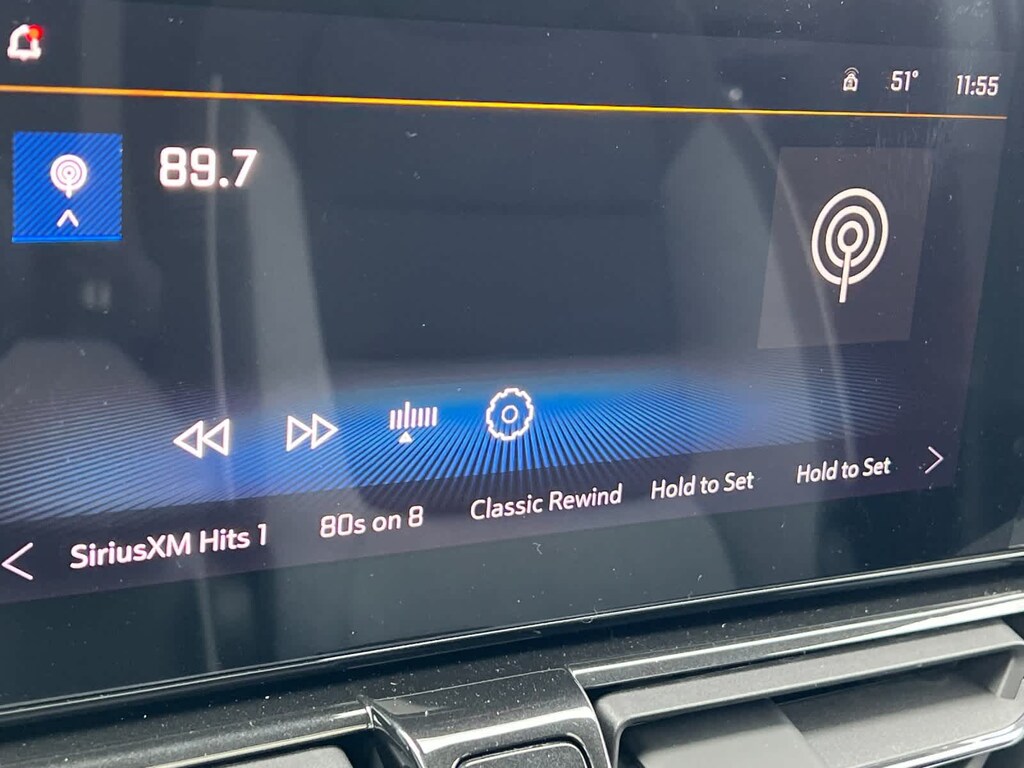 51° 11:55
89.7
SiriusXM Hits 1 80s on 8 Classic Rewind Hold to Set Hold to Set